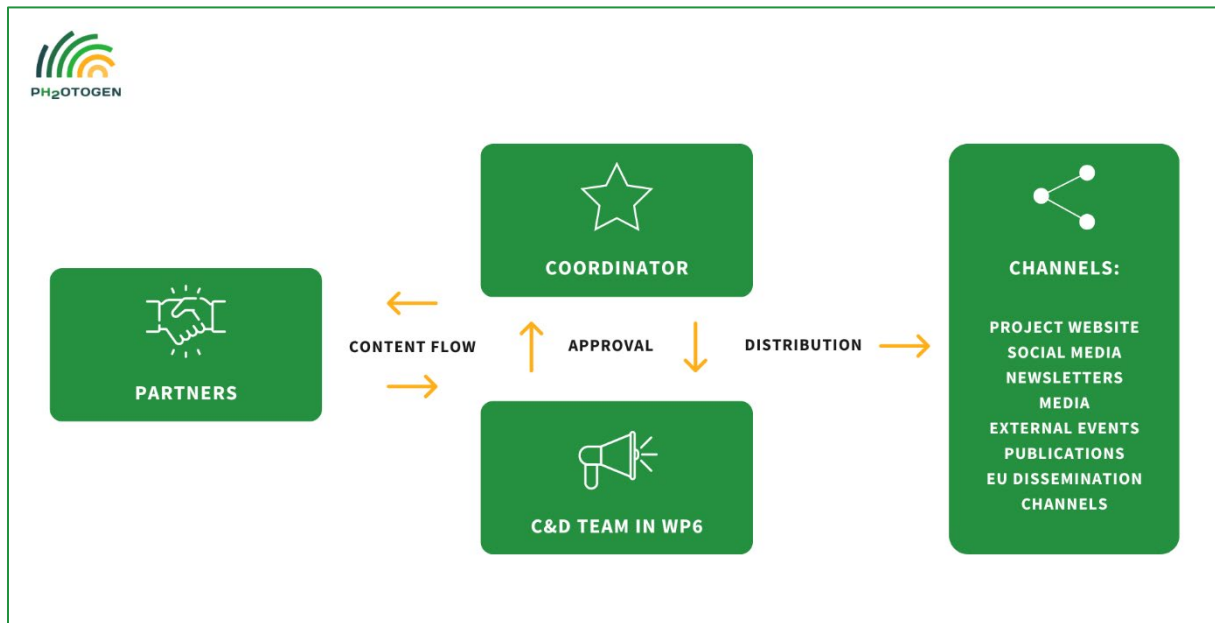 PH₂OTOGEN
COORDINATOR
PARTNERS
CONTENT FLOW
APPROVAL
DISTRIBUTION
C&D TEAM IN WP6
CHANNELS:
PROJECT WEBSITE
SOCIAL MEDIA
NEWSLETTERS
MEDIA
EXTERNAL EVENTS
PUBLICATIONS
EU DISSEMINATION
CHANNELS